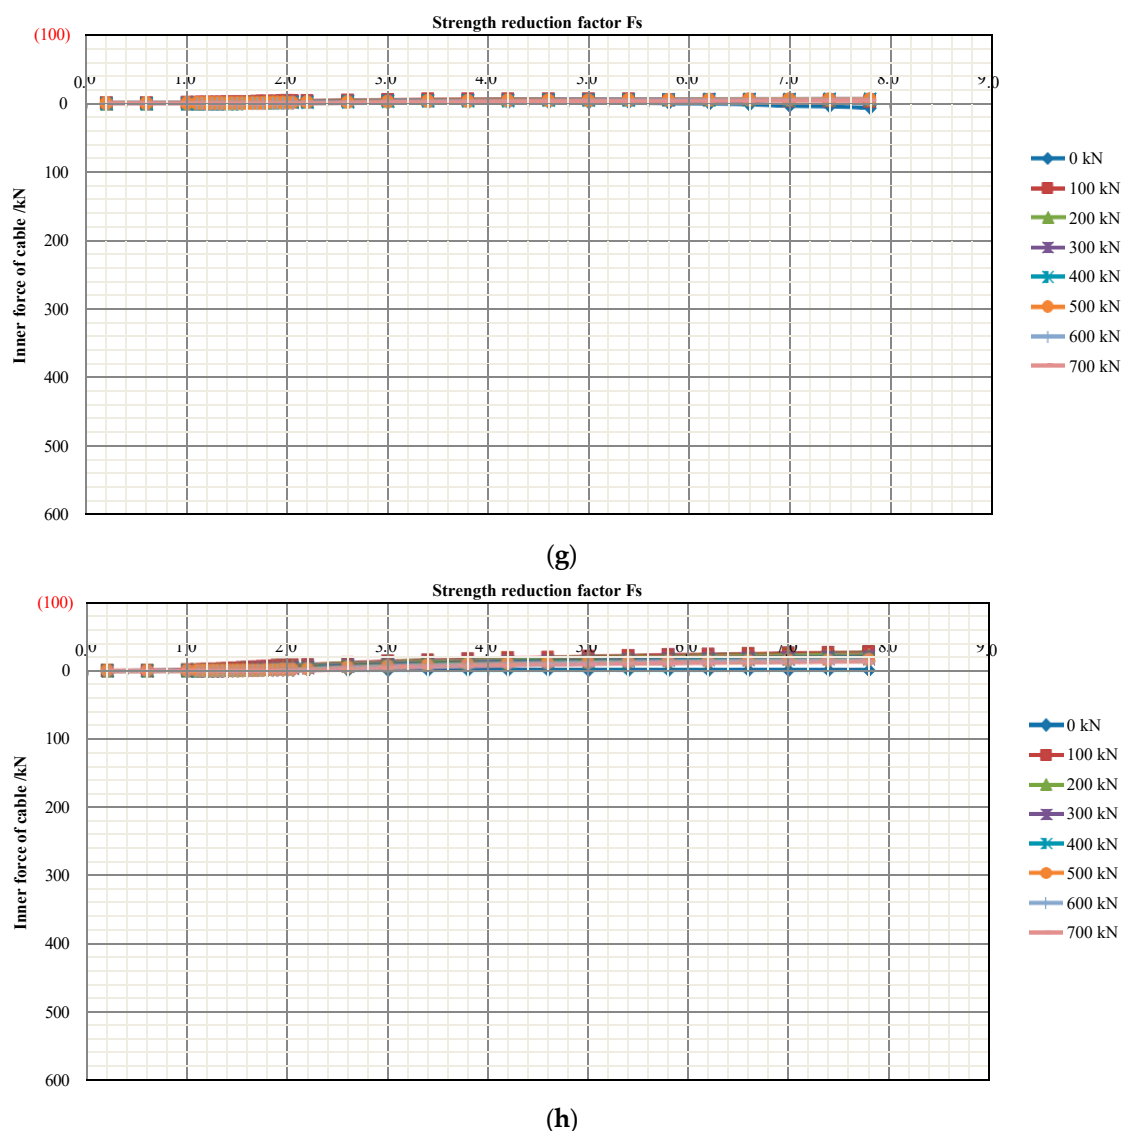 Strength reduction factor Fs
(100)
0.0 1.0 2.0 3.0 4.0 5.0 6.0 7.0 8.0 9.0
0
100
200
300
400
500
600
Inner force of cable /kN
0 kN
100 kN
200 kN
300 kN
400 kN
500 kN
600 kN
700 kN
(g)
Strength reduction factor Fs
(100)
0.0 1.0 2.0 3.0 4.0 5.0 6.0 7.0 8.0 9.0
0
100
200
300
400
500
600
Inner force of cable /kN
0 kN
100 kN
200 kN
300 kN
400 kN
500 kN
600 kN
700 kN
(h)